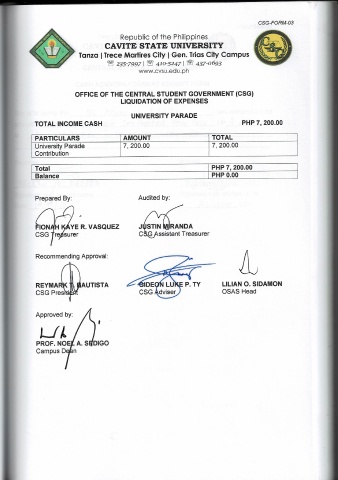 CSG-FORM-03
Republic of the Philippines
CAVITE STATE UNIVERSITY
Tanza | Trece Martires City | Gen. Trias City Campus
☏ 235-7997 | ☏ 410-5247 | ☏ 437-0693
www.cvsu.edu.ph
OFFICE OF THE CENTRAL STUDENT GOVERNMENT (CSG)
LIQUIDATION OF EXPENSES
UNIVERSITY PARADE
TOTAL INCOME CASH PHP 7, 200.00
PARTICULARS AMOUNT TOTAL
University Parade 7, 200.00 7, 200.00
Contribution
Total PHP 7, 200.00
Balance PHP 0.00
Prepared By: Audited by:
FIONAH KAYE R. VASQUEZ JUSTIN MIRANDA
CSG Treasurer CSG Assistant Treasurer
Recommending Approval:
REYMARK T. BAUTISTA GIDEON LUKE P. TY LILIAN O. SIDAMON
CSG President CSG Adviser OSAS Head
Approved by:
PROF. NOEL A. SEDIGO
Campus Dean